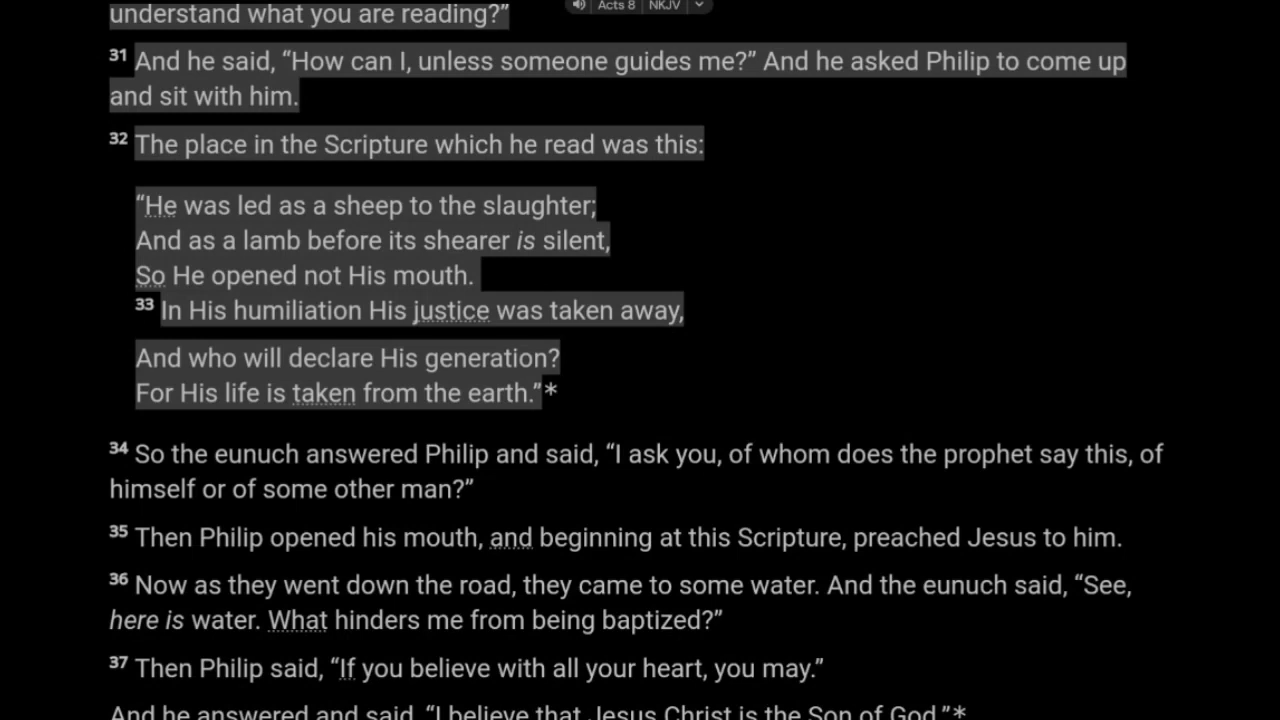 Acts 8 NKJV
understand what you are reading?”
31 And he said, “How can I, unless someone guides me?” And he asked Philip to come up
and sit with him.
32 The place in the Scripture which he read was this:
“He was led as a sheep to the slaughter;
And as a lamb before its shearer is silent,
So He opened not His mouth.
33 In His humiliation His justice was taken away,
And who will declare His generation?
For His life is taken from the earth.”*
34 So the eunuch answered Philip and said, “I ask you, of whom does the prophet say this, of
himself or of some other man?”
35 Then Philip opened his mouth, and beginning at this Scripture, preached Jesus to him.
36 Now as they went down the road, they came to some water. And the eunuch said, “See,
here is water. What hinders me from being baptized?”
37 Then Philip said, “If you believe with all your heart, you may.”
And he answered and said, “I believe that Jesus Christ is the Son of God.”*